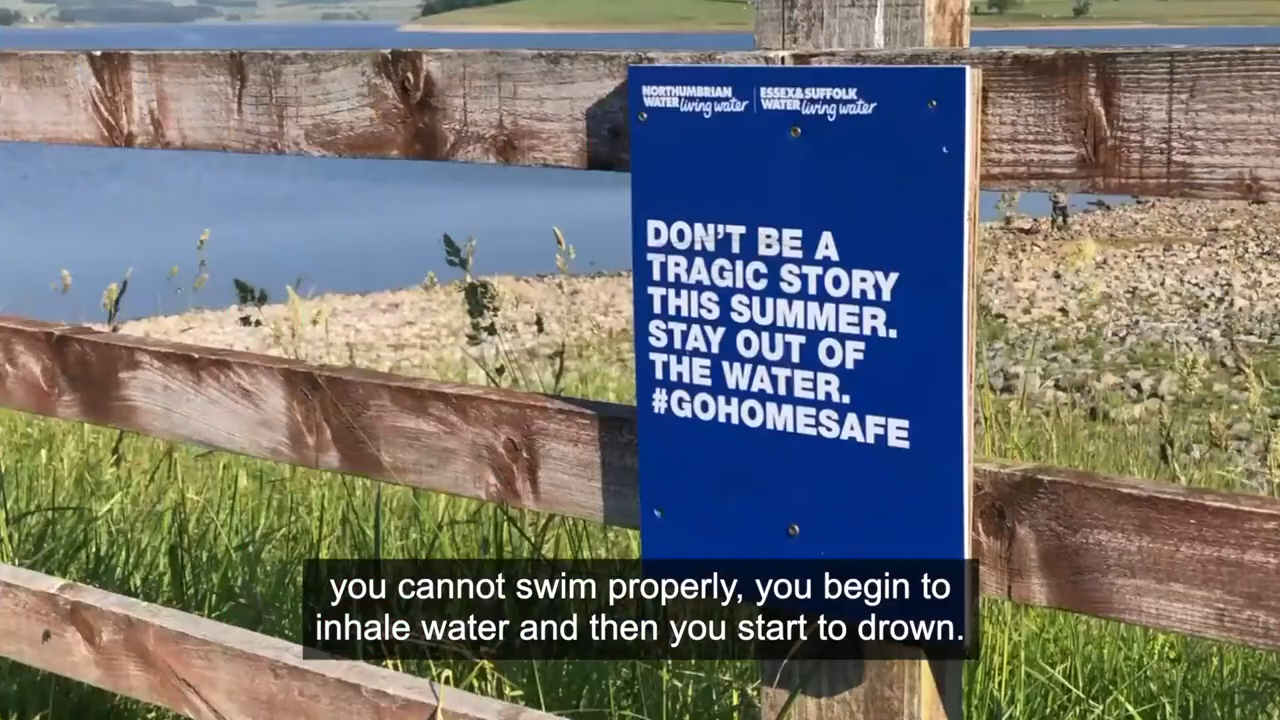 NORTHUMBRIAN
WATER living water
ESSEX&SUFFOLK
WATER living water
DON'T BE A
TRAGIC STORY
THIS SUMMER.
STAY OUT OF
THE WATER.
#GOHOMESAFE
you cannot swim properly, you begin to
inhale water and then you start to drown.